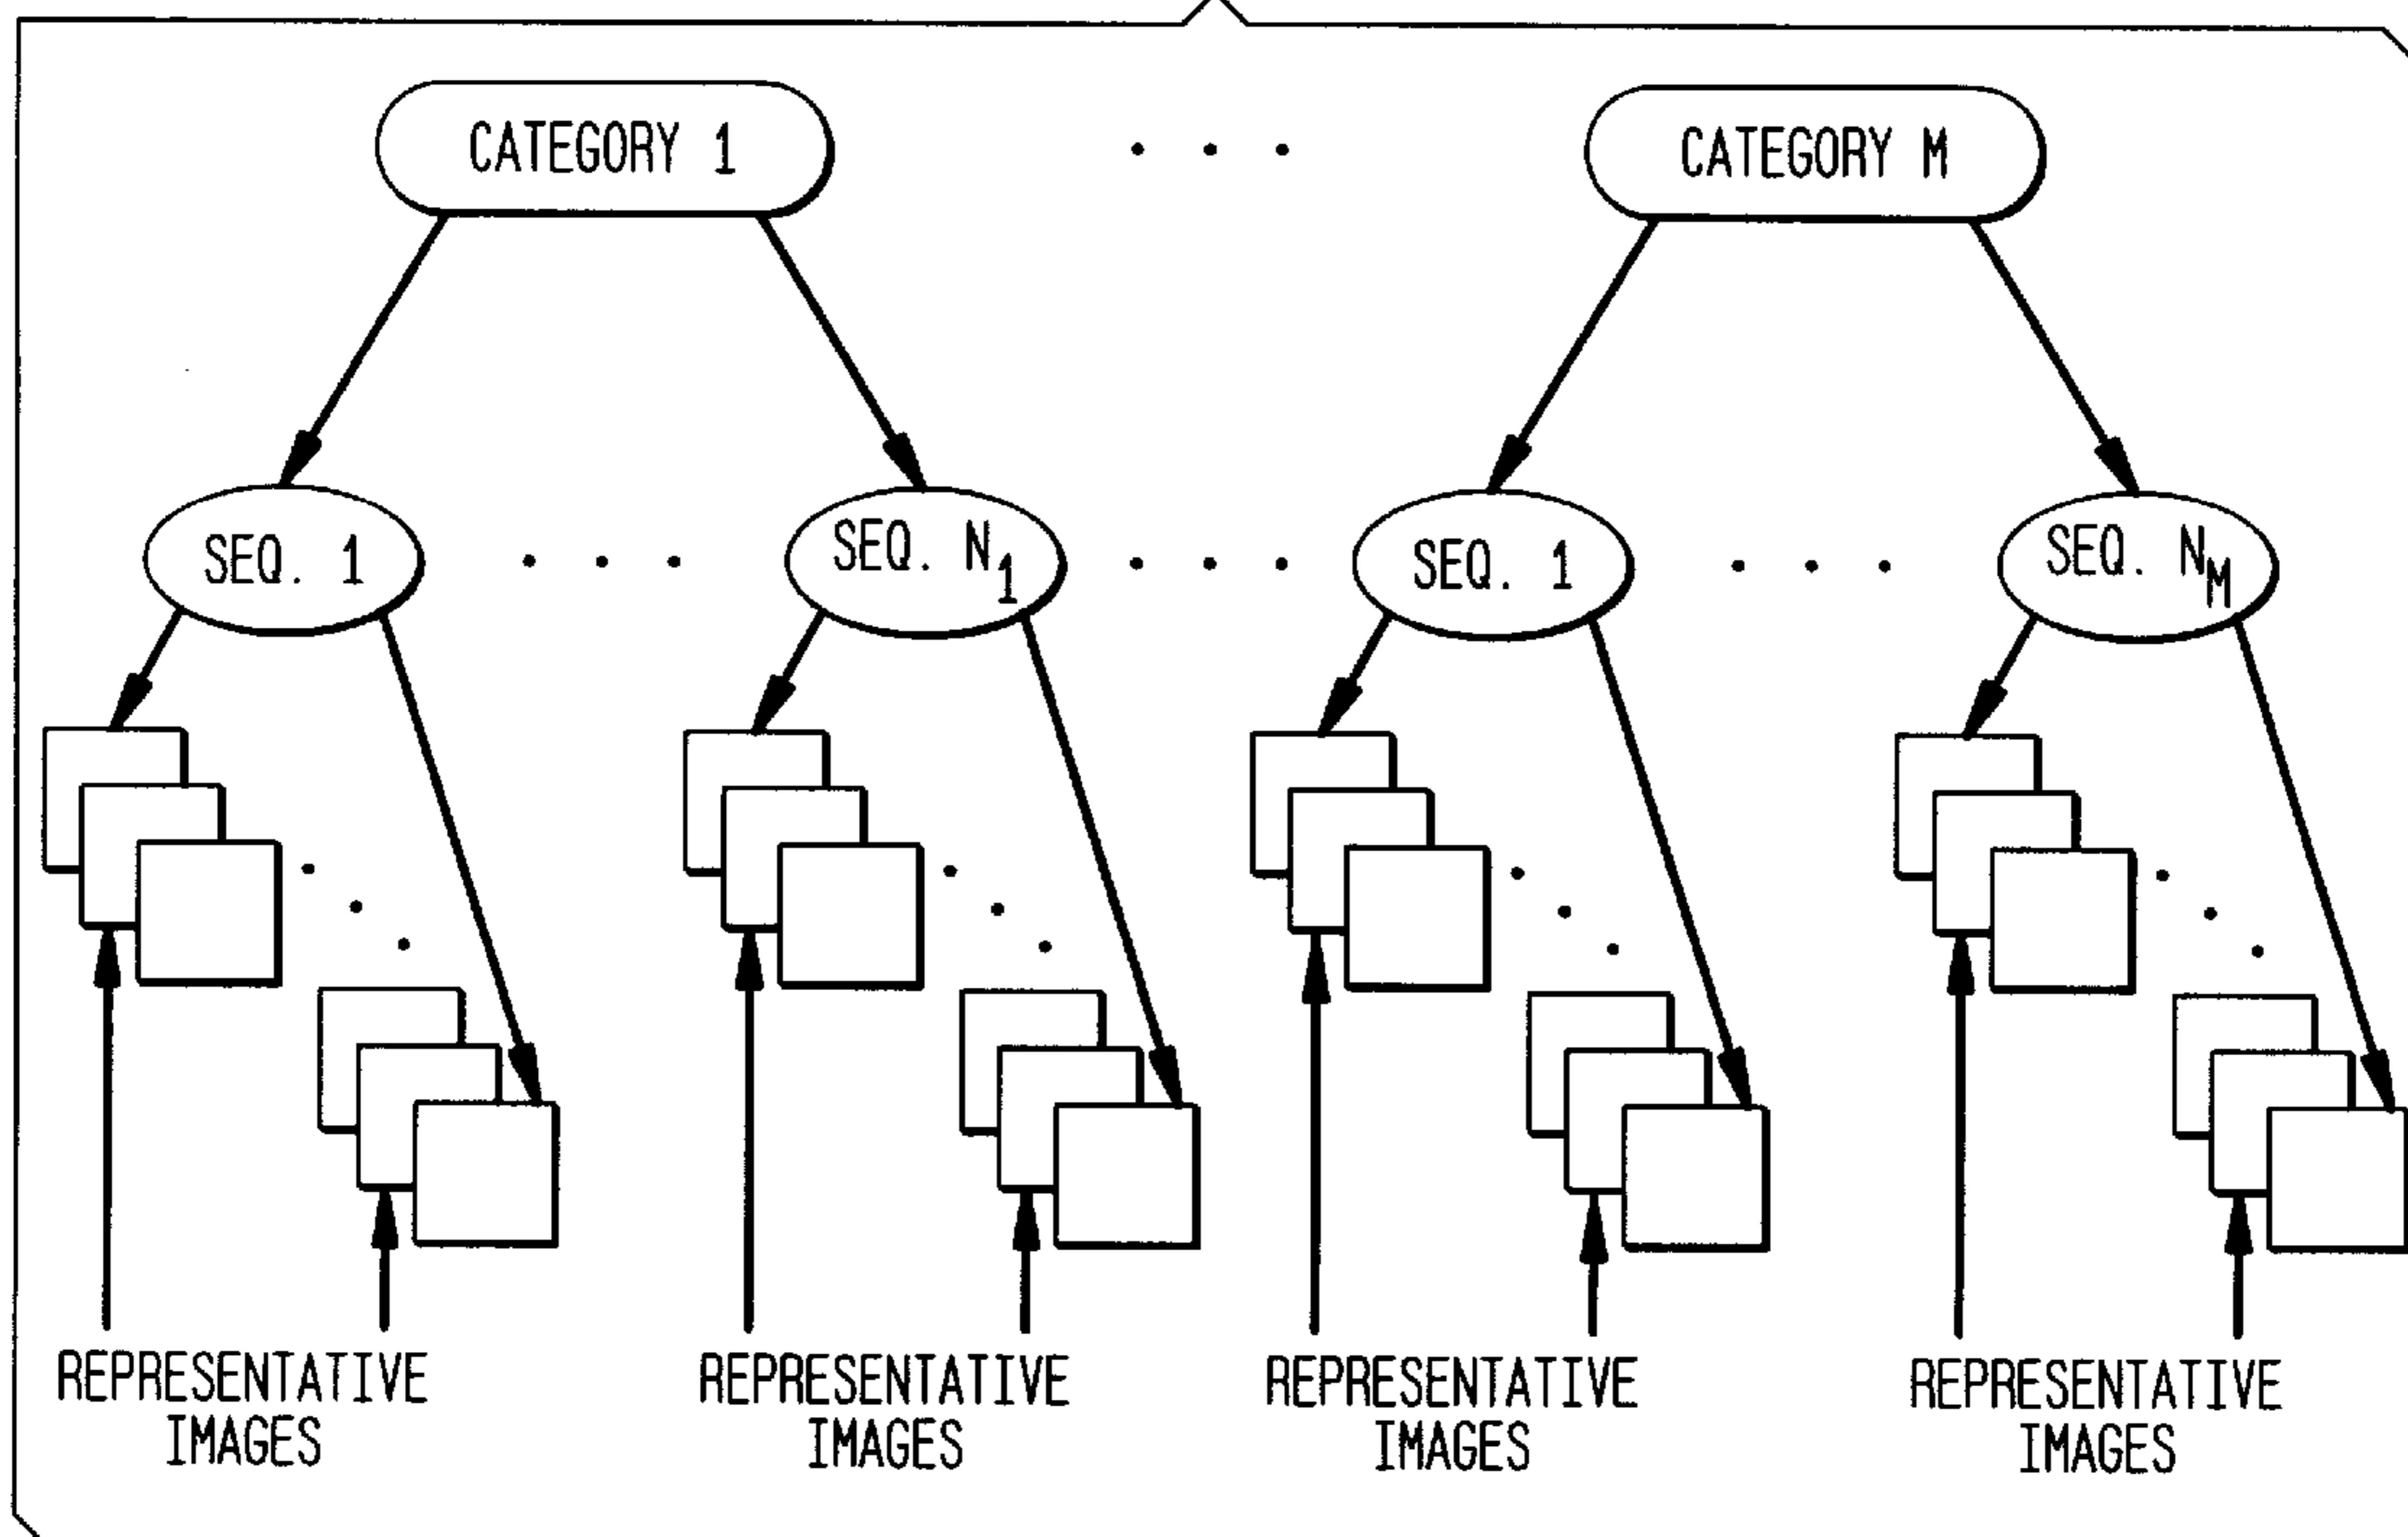 CATEGORY 1
CATEGORY M
SEQ. 1
SEQ. N₁
SEQ. 1
SEQ. Nₘ
REPRESENTATIVE
IMAGES
REPRESENTATIVE
IMAGES
REPRESENTATIVE
IMAGES
REPRESENTATIVE
IMAGES